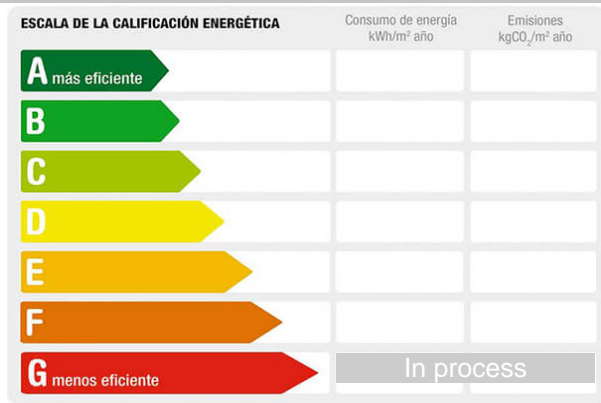 ESCALA DE LA CALIFICACIÓN ENERGÉTICA
Consumo de energía
kWh/m² año
Emisiones
kgCO₂/m² año
A más eficiente
B
C
D
E
F
G menos eficiente
In process